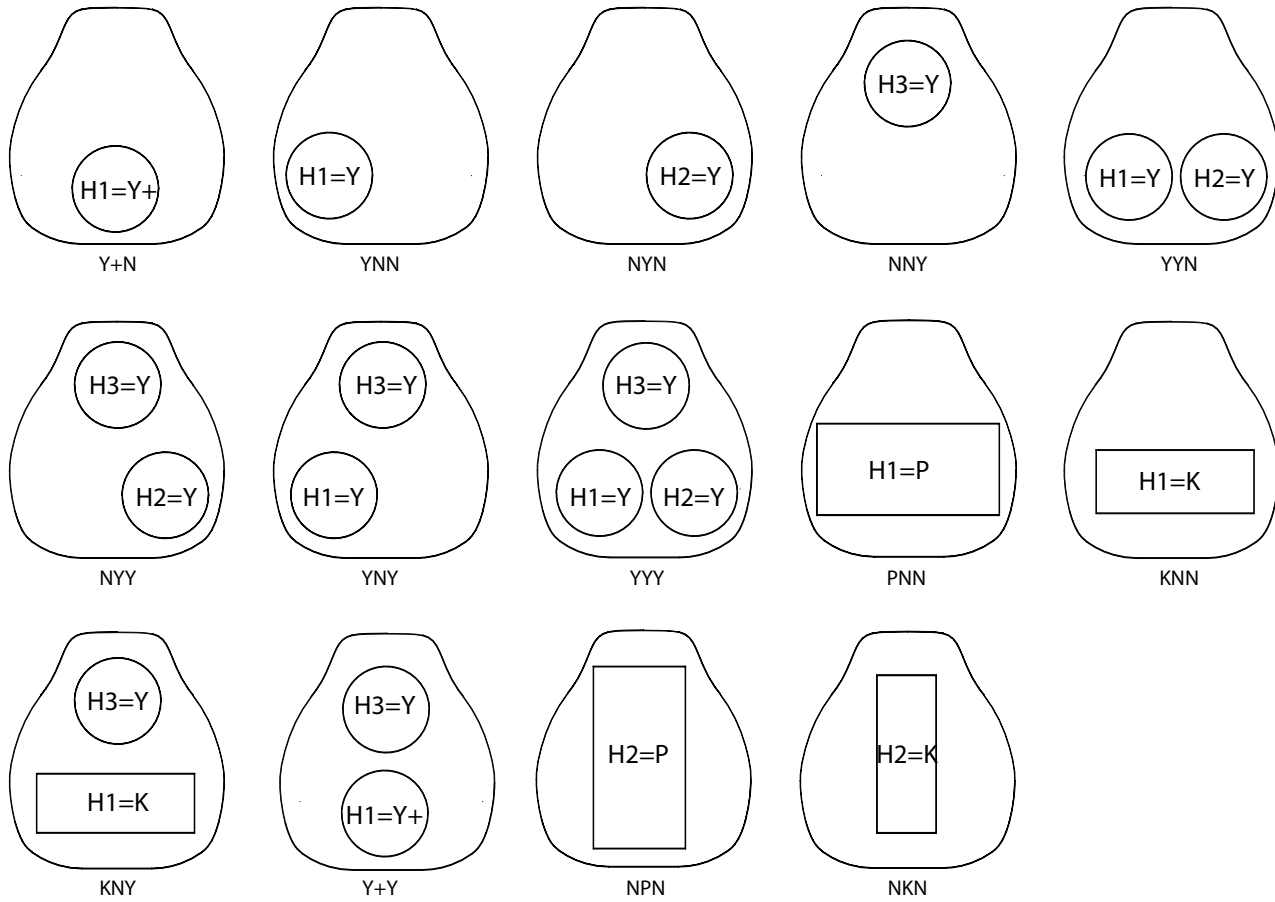 H1=Y+
Y+N
H1=Y
YNN
H2=Y
NYN
H3=Y
NNY
H1=Y H2=Y
YYN
H3=Y
H2=Y
NYY
H3=Y
H1=Y
YNY
H3=Y
H1=Y H2=Y
YYY
H1=P
PNN
H1=K
KNN
H3=Y
H1=K
KNY
H3=Y
H1=Y+
Y+Y
H2=P
NPN
H2=K
NKN